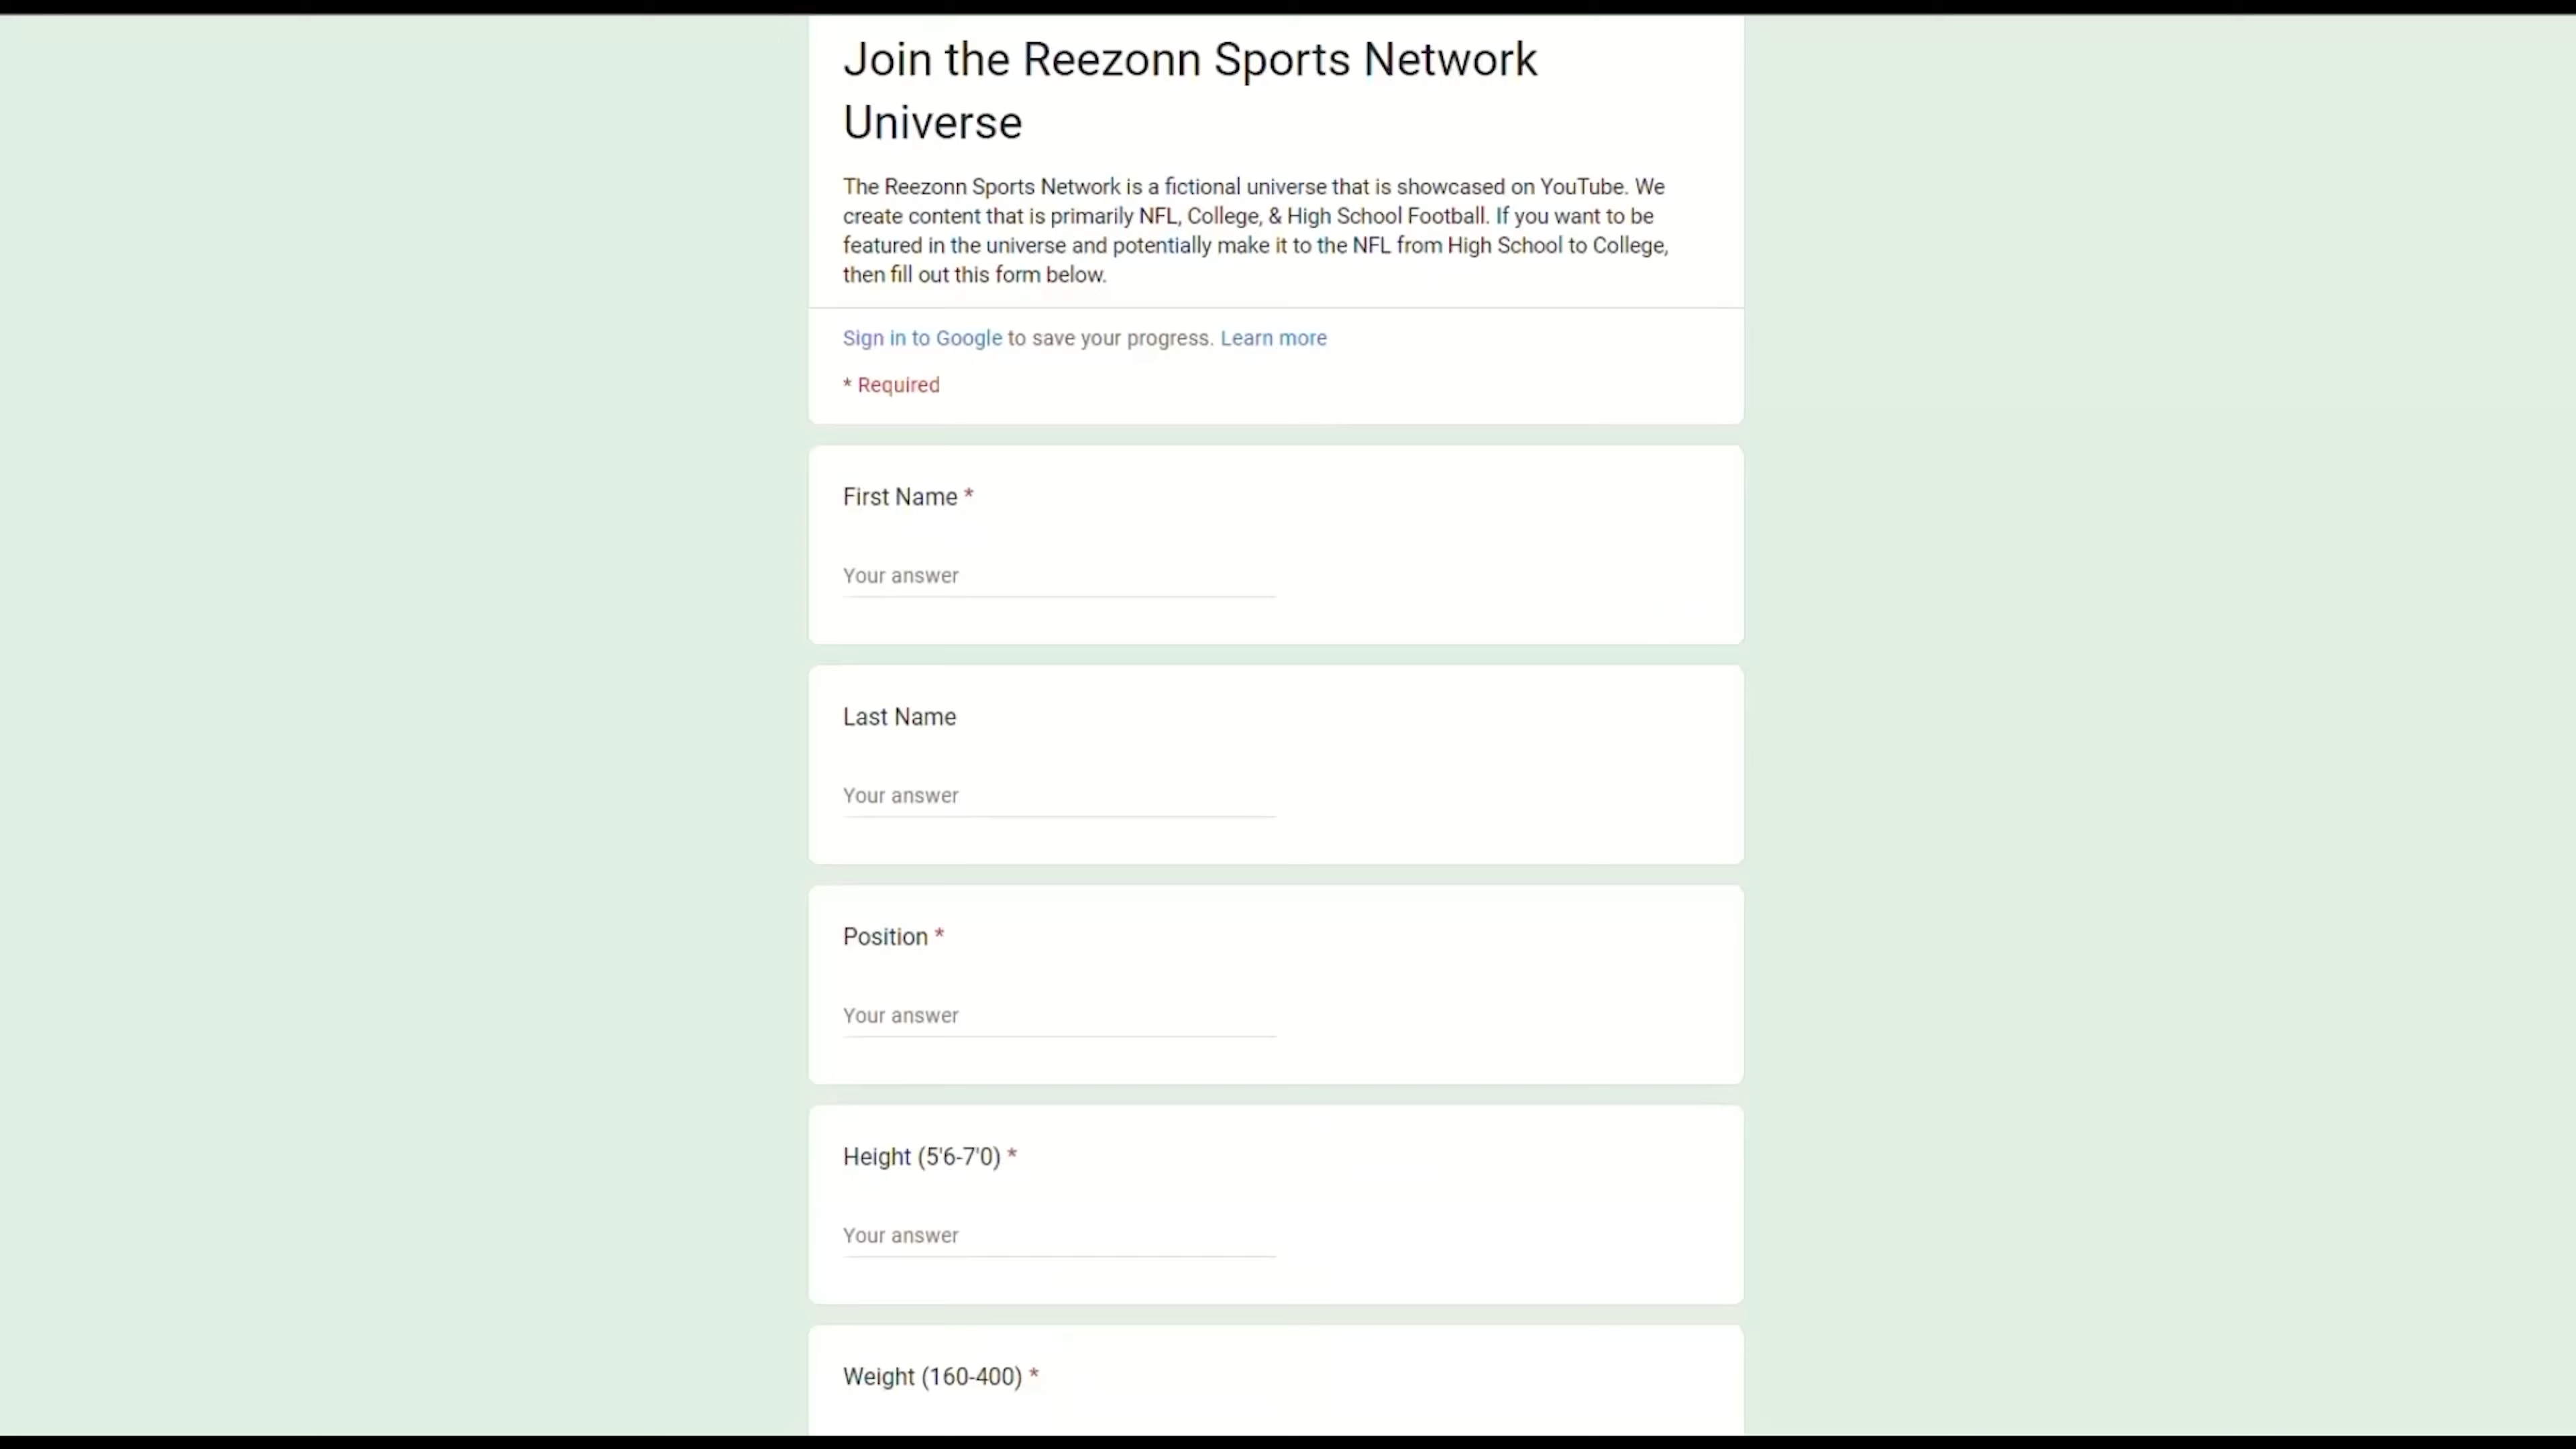 Join the Reezonn Sports Network
Universe
The Reezonn Sports Network is a fictional universe that is showcased on YouTube. We
create content that is primarily NFL, College, & High School Football. If you want to be
featured in the universe and potentially make it to the NFL from High School to College,
then fill out this form below.
Sign in to Google to save your progress. Learn more
* Required
First Name *
Your answer
Last Name
Your answer
Position *
Your answer
Height (5'6-7'0) *
Your answer
Weight (160-400) *